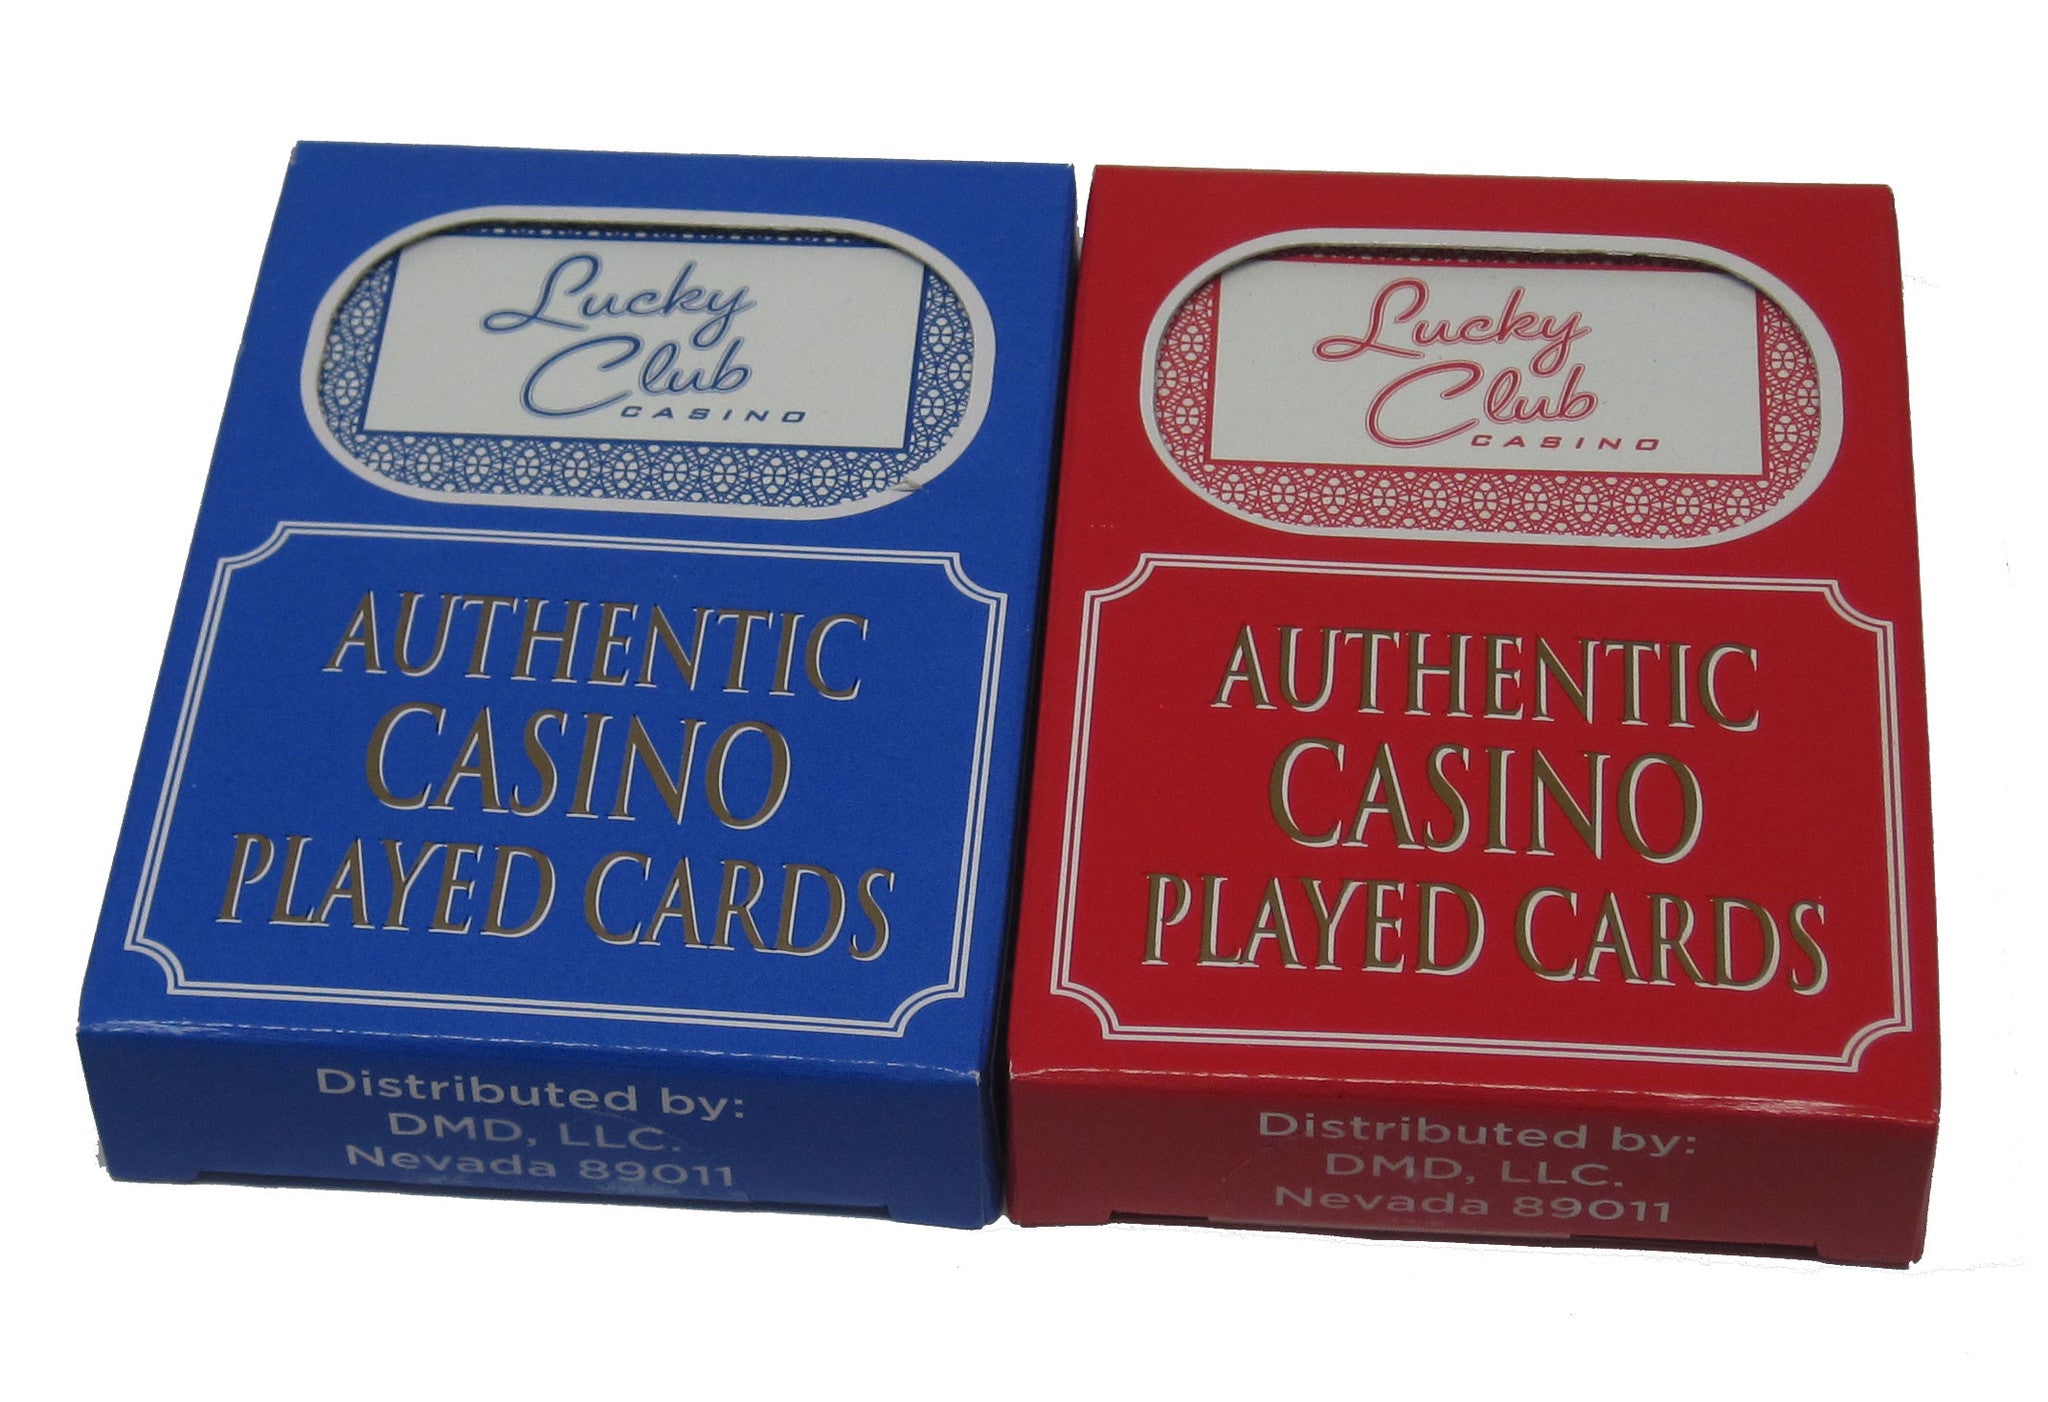 Lucky
Club
CASINO
AUTHENTIC
CASINO
PLAYED CARDS
Distributed by:
DMD, LLC.
Nevada 89011
Lucky
Club
CASINO
AUTHENTIC
CASINO
PLAYED CARDS
Distributed by:
DMD, LLC.
Nevada 89011